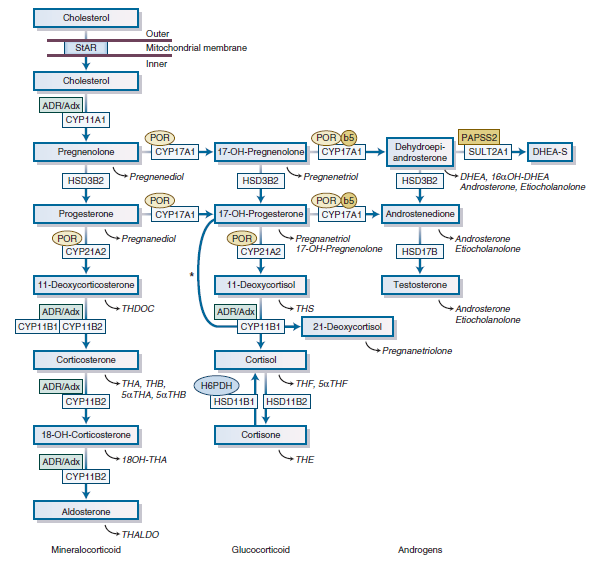 Cholesterol
Outer
StAR
Mitochondrial membrane
Inner
Cholesterol
ADR/Adx
CYP11A1
POR
POR b5
PAPSS2
Pregnenolone
CYP17A1
17-OH-Pregnenolone
CYP17A1
Dehydroepi-
androsterone
SULT2A1
DHEA-S
Pregnenediol
Pregnenetriol
DHEA, 16αOH-DHEA
Androsterone, Etiocholanolone
HSD3B2
HSD3B2
HSD3B2
POR
POR b5
Progesterone
CYP17A1
17-OH-Progesterone
CYP17A1
Androstenedione
POR
Pregnanediol
POR
Pregnanetriol
17-OH-Pregnenolone
Androsterone
Etiocholanolone
CYP21A2
CYP21A2
HSD17B
*
11-Deoxycorticosterone
11-Deoxycortisol
Testosterone
ADR/Adx
THDOC
ADR/Adx
THS
Androsterone
Etiocholanolone
CYP11B1 CYP11B2
CYP11B1
21-Deoxycortisol
Pregnanetriolone
Corticosterone
Cortisol
ADR/Adx
THA, THB,
5αTHA, 5αTHB
H6PDH
THF, 5αTHF
CYP11B2
HSD11B1
HSD11B2
18-OH-Corticosterone
Cortisone
ADR/Adx
18OH-THA
THE
CYP11B2
Aldosterone
THALDO
Mineralocorticoid
Glucocorticoid
Androgens